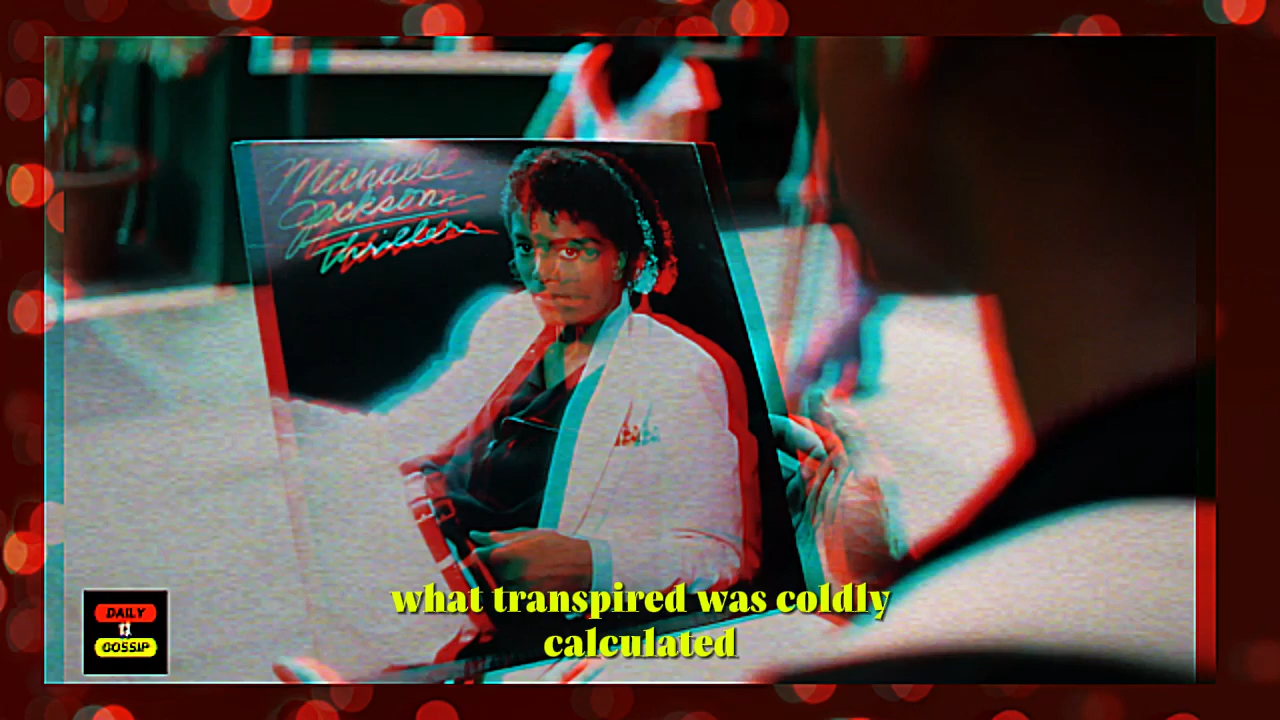 Michael
Jackson
Thriller
what transpired was coldly
calculated
DAILY
GOSSIP